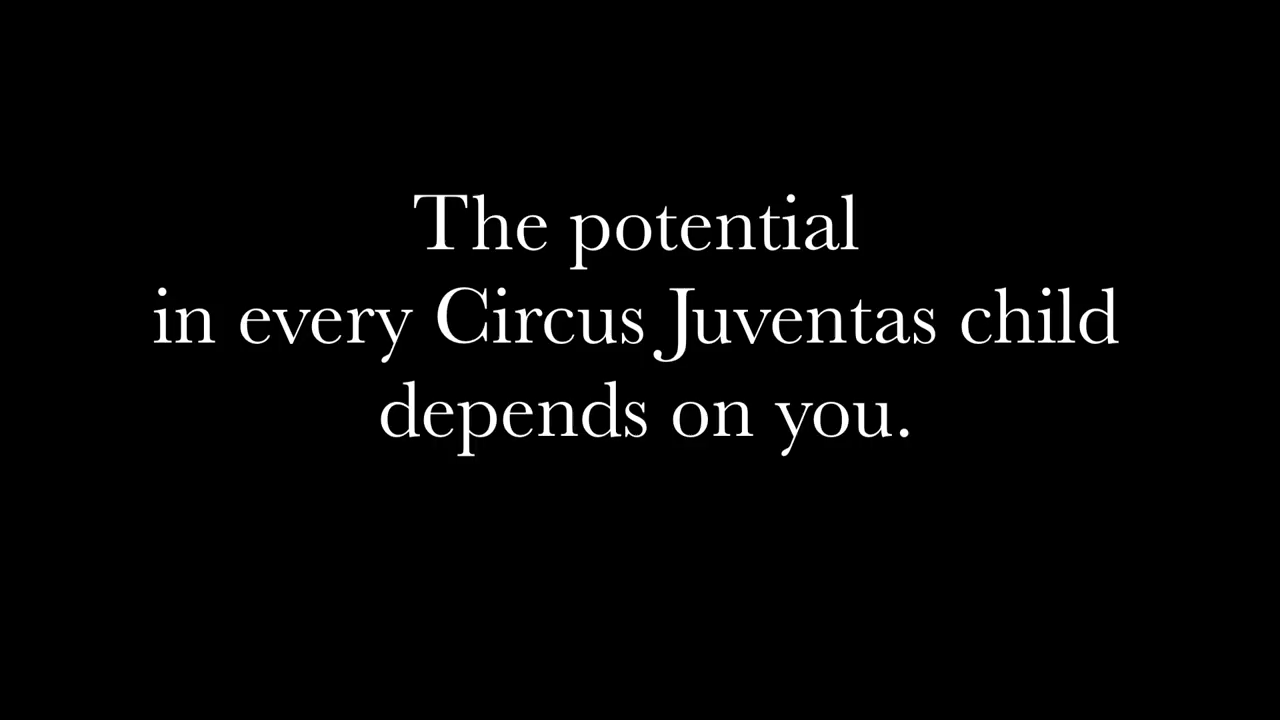 The potential
in every Circus Juventas child
depends on you.